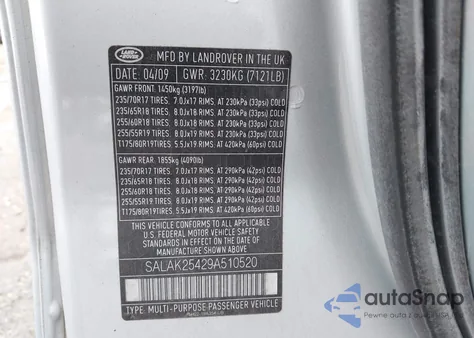 LAND ROVER
MFD BY LANDROVER IN THE UK
DATE 04/09 GWR: 3230KG (7121LB)
GAWR FRONT: 1450kg (3197lb)
235/70R17 TIRES, 7.0Jx17 RIMS, AT 230kPa (33psi) COLD
235/65R18 TIRES, 8.0Jx18 RIMS, AT 230kPa (33psi) COLD
255/60R18 TIRES, 8.0Jx18 RIMS, AT 230kPa (33psi) COLD
255/55R19 TIRES, 8.0Jx19 RIMS, AT 230kPa (33psi) COLD
T175/80R19TIRES, 5.5Jx19 RIMS, AT 420kPa (60psi) COLD
GAWR REAR: 1855kg (4090lb)
235/70R17 TIRES, 7.0Jx17 RIMS, AT 290kPa (42psi) COLD
235/65R18 TIRES, 8.0Jx18 RIMS, AT 290kPa (42psi) COLD
255/60R18 TIRES, 8.0Jx18 RIMS, AT 290kPa (42psi) COLD
255/55R19 TIRES, 8.0Jx19 RIMS, AT 290kPa (42psi) COLD
T175/80R19TIRES, 5.5Jx19 RIMS, AT 420kPa (60psi) COLD
THIS VEHICLE CONFORMS TO ALL
APPLICABLE FEDERAL MOTOR VEHICLE
SAFETY STANDARDS IN EFFECT ON THE
DATE OF MANUFACTURE SHOWN ABOVE
SALAK25429A510520
TYPE: MULTI-PURPOSE PASSENGER VEHICLE
autoSnap
Powered by Pewne Auto z USA